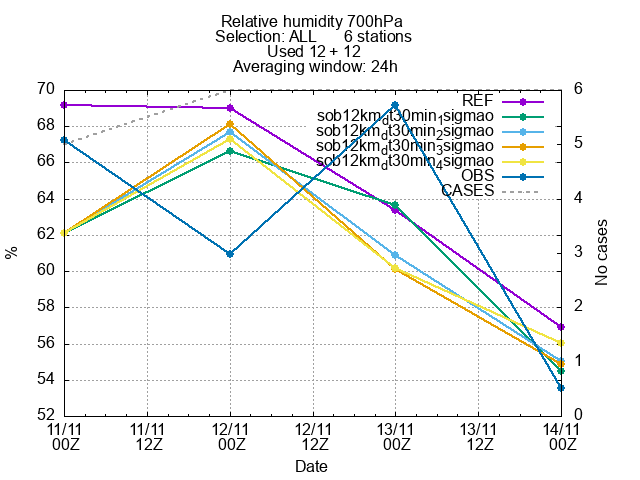 Relative humidity 700hPa
Selection: ALL 6 stations
Used 12 + 12
Averaging window: 24h
70 6
REF
sob12km_dt30min_1sigmao
68
sob12km_dt30min_2sigmao
5
sob12km_dt30min_3sigmao
66
sob12km_dt30min_4sigmao
OBS
CASES
64 4
62
% 3 No cases
60
58 2
56
1
54
52 0
11/11 11/11 12/11 12/11 13/11 13/11 14/11
00Z 12Z 00Z 12Z 00Z 12Z 00Z
Date